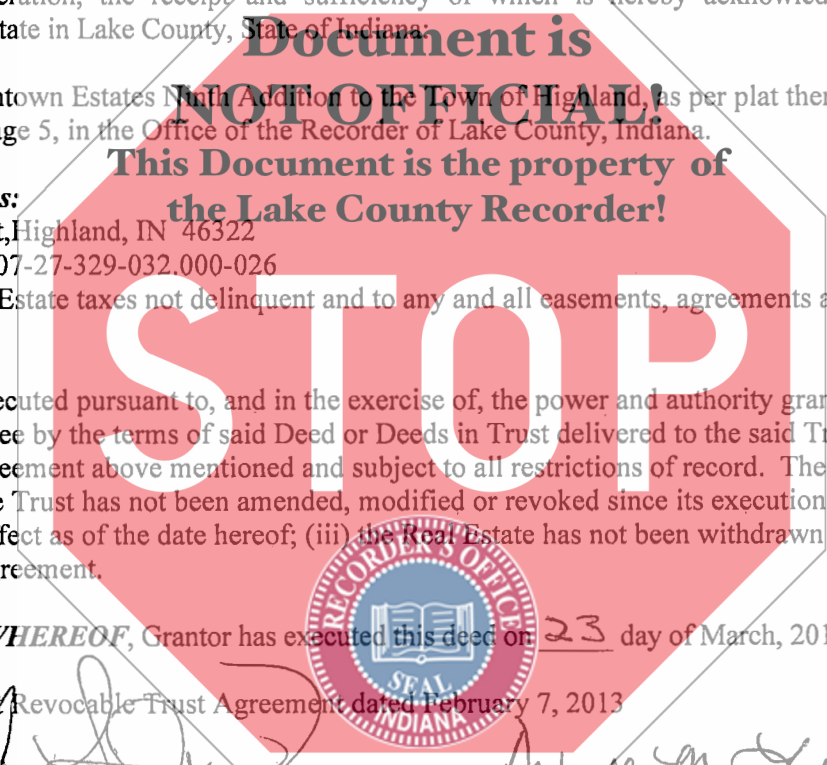 eration, the receipt and sufficiency of which is hereby acknowled
tate in Lake County, State of Indiana:
Document is
ntown Estates Ninth Addition to the Town of Highland, as per plat ther
NOT OFFICIAL!
ge 5, in the Office of the Recorder of Lake County, Indiana.
This Document is the property of
s:
the Lake County Recorder!
t,Highland, IN 46322
07-27-329-032.000-026
Estate taxes not delinquent and to any and all easements, agreements a
STOP
ecuted pursuant to, and in the exercise of, the power and authority gran
ee by the terms of said Deed or Deeds in Trust delivered to the said Tr
eement above mentioned and subject to all restrictions of record. The
e Trust has not been amended, modified or revoked since its execution
fect as of the date hereof; (iii) the Real Estate has not been withdrawn
reement.
RECORDER'S OFFICE
WHEREOF, Grantor has executed this deed on 23 day of March, 201
SEAL
Revocable Trust Agreement dated February 7, 2013
INDIANA